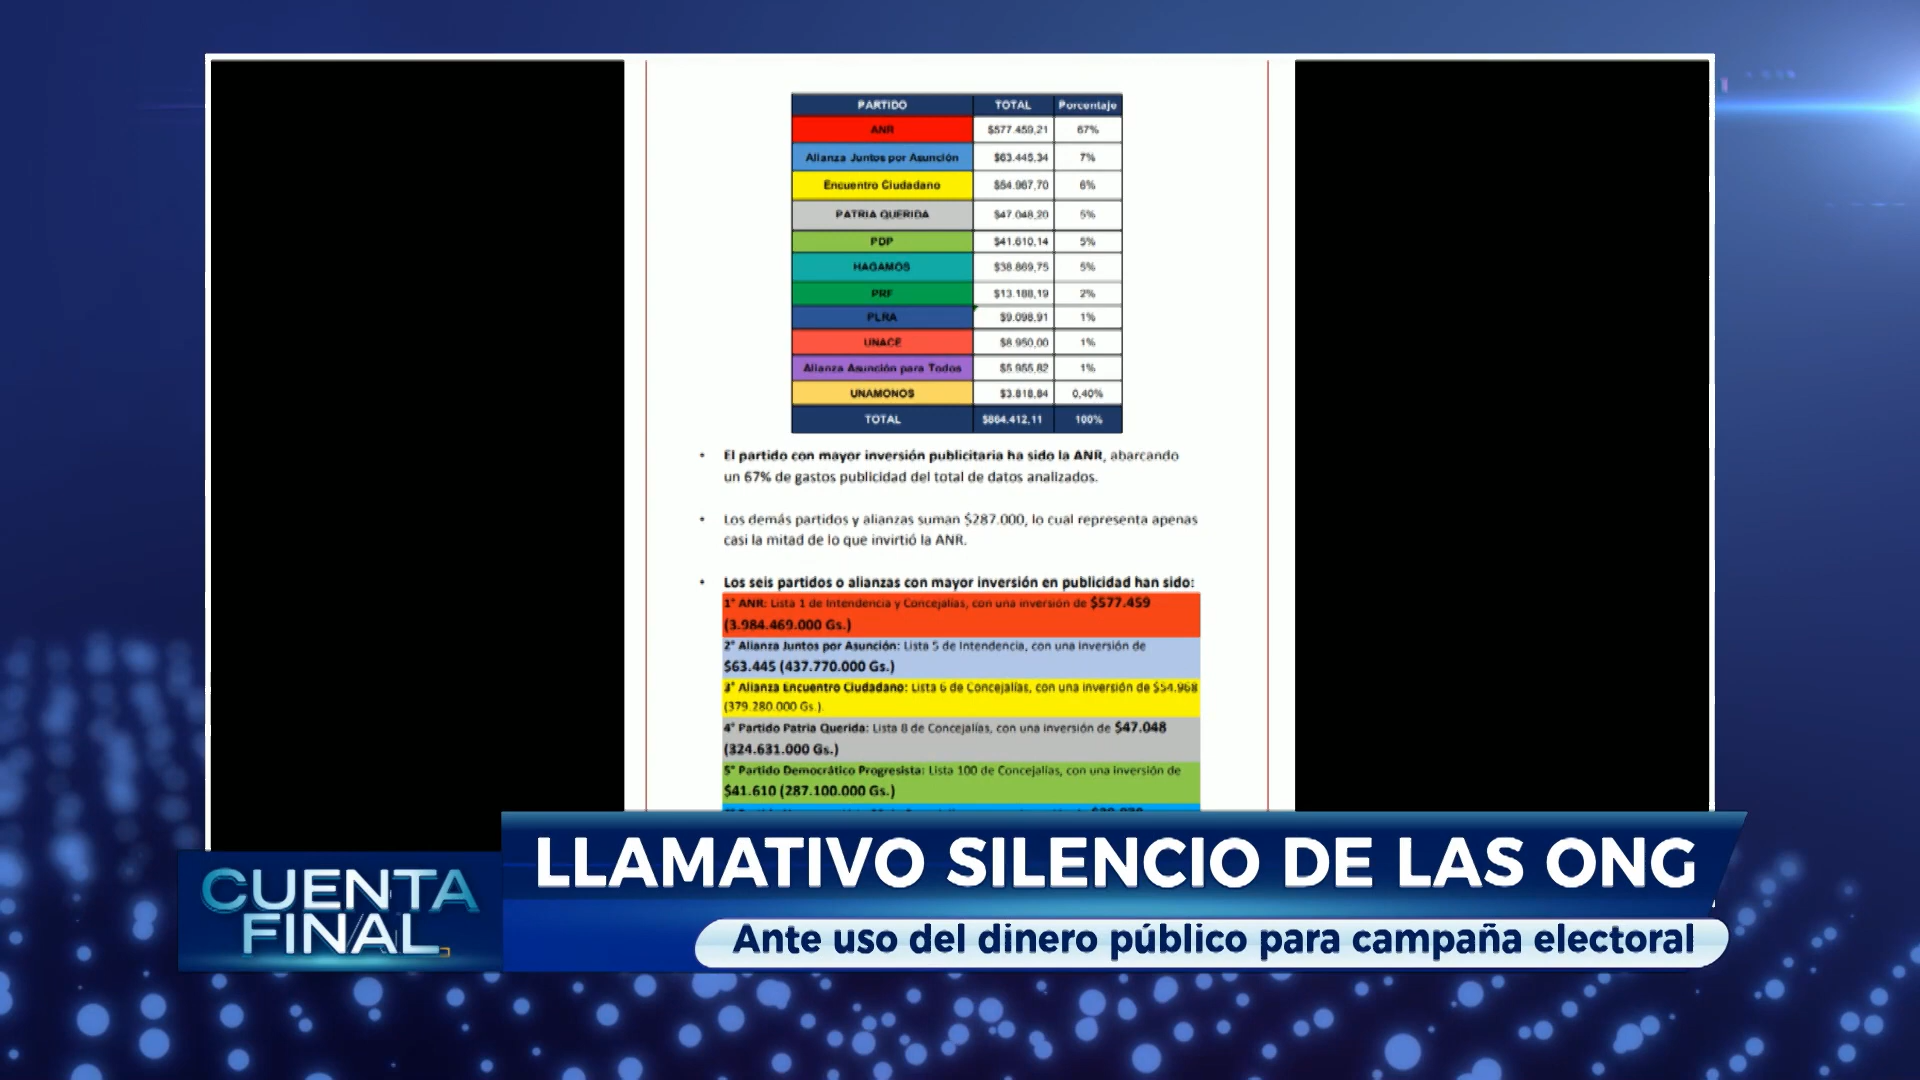 PARTIDO TOTAL Porcentaje
ANR $577.459,21 67%
Alianza Juntos por Asunción $63.445,34 7%
Encuentro Ciudadano $54.967,70 6%
PATRIA QUERIDA $47.048,20 5%
PDP $41.610,14 5%
HAGAMOS $38.869,75 5%
PRF $13.188,19 2%
PLRA $9.098,91 1%
UNACE $8.950,00 1%
Alianza Asunción para Todos $5.955,82 1%
UNAMONOS $3.818,84 0,40%
TOTAL $864.412,11 100%
• El partido con mayor inversión publicitaria ha sido la ANR, abarcando
un 67% de gastos publicidad del total de datos analizados.
• Los demás partidos y alianzas suman $287.000, lo cual representa apenas
casi la mitad de lo que invirtió la ANR.
• Los seis partidos o alianzas con mayor inversión en publicidad han sido:
1° ANR: Lista 1 de Intendencia y Concejalías, con una inversión de $577.459
(3.984.469.000 Gs.)
2° Alianza Juntos por Asunción: Lista 5 de Intendencia, con una inversión de
$63.445 (437.770.000 Gs.)
3° Alianza Encuentro Ciudadano: Lista 6 de Concejalías, con una inversión de $54.968
(379.280.000 Gs.).
4° Partido Patria Querida: Lista 8 de Concejalías, con una inversión de $47.048
(324.631.000 Gs.)
5° Partido Democrático Progresista: Lista 100 de Concejalías, con una inversión de
$41.610 (287.100.000 Gs.)
LLAMATIVO SILENCIO DE LAS ONG
CUENTA
FINAL
Ante uso del dinero público para campaña electoral